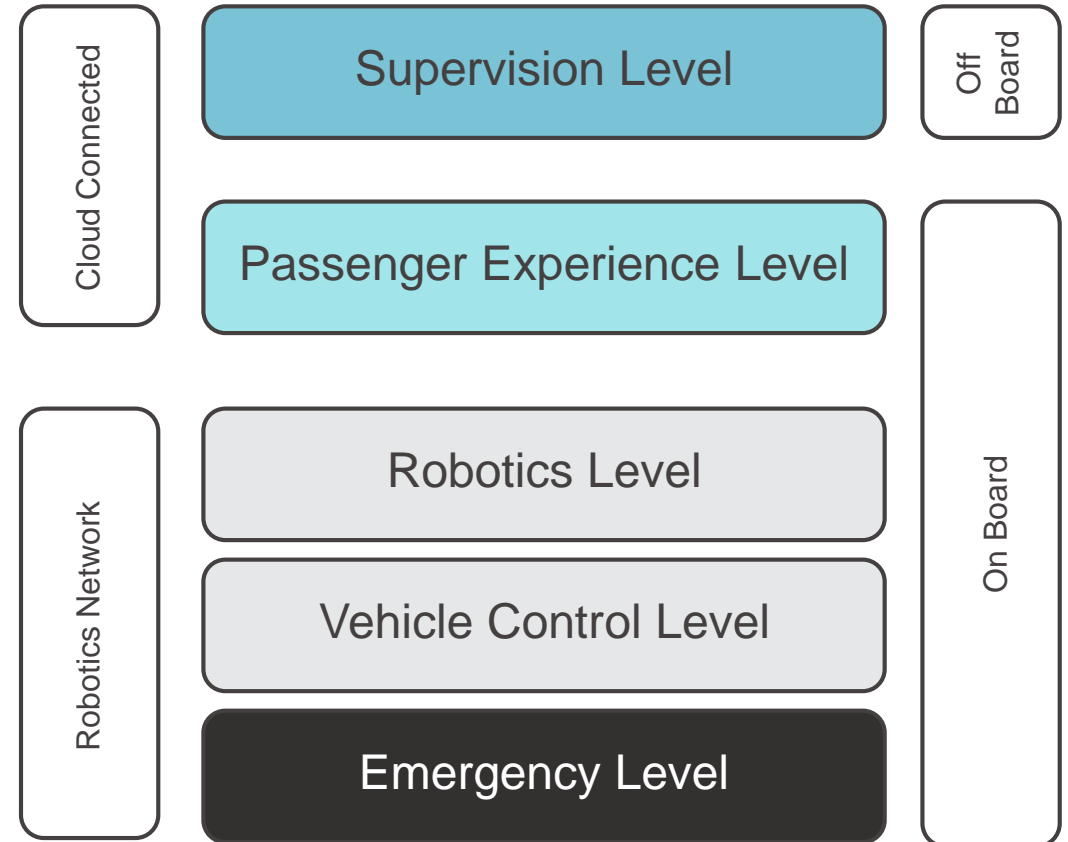 Cloud Connected
Supervision Level
Off
Board
Passenger Experience Level
Robotics Network
Robotics Level
On Board
Vehicle Control Level
Emergency Level